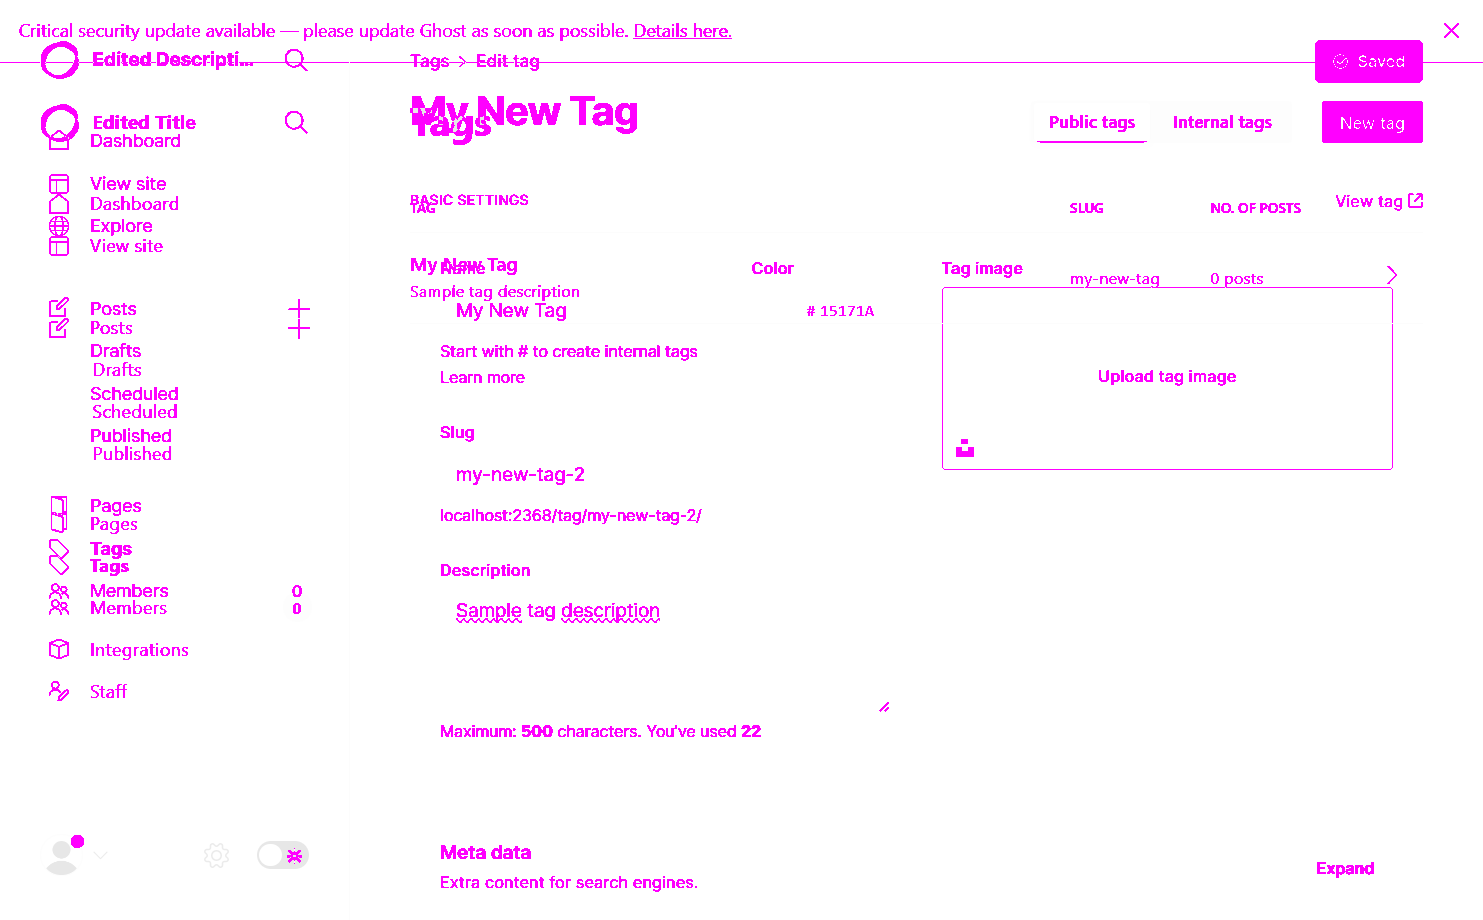 Critical security update available — please update Ghost as soon as possible. Details here.
Edited Descripti...
Tags > Edit tag
Saved
My New Tag
Tags
Edited Title
Public tags
Internal tags
New tag
Dashboard
View site
Dashboard
Explore
View site
BASIC SETTINGS
TAG
SLUG
NO. OF POSTS
View tag
My New Tag
Name
Color
Tag image
Sample tag description
my-new-tag
0 posts
My New Tag
# 15171A
Posts
Posts
Drafts
Drafts
Scheduled
Scheduled
Published
Published
Start with # to create internal tags
Learn more
Upload tag image
Slug
my-new-tag-2
localhost:2368/tag/my-new-tag-2/
Pages
Pages
Tags
Tags
Members 0
Members 0
Integrations
Staff
Description
Sample tag description
Maximum: 500 characters. You've used 22
Meta data
Extra content for search engines.
Expand